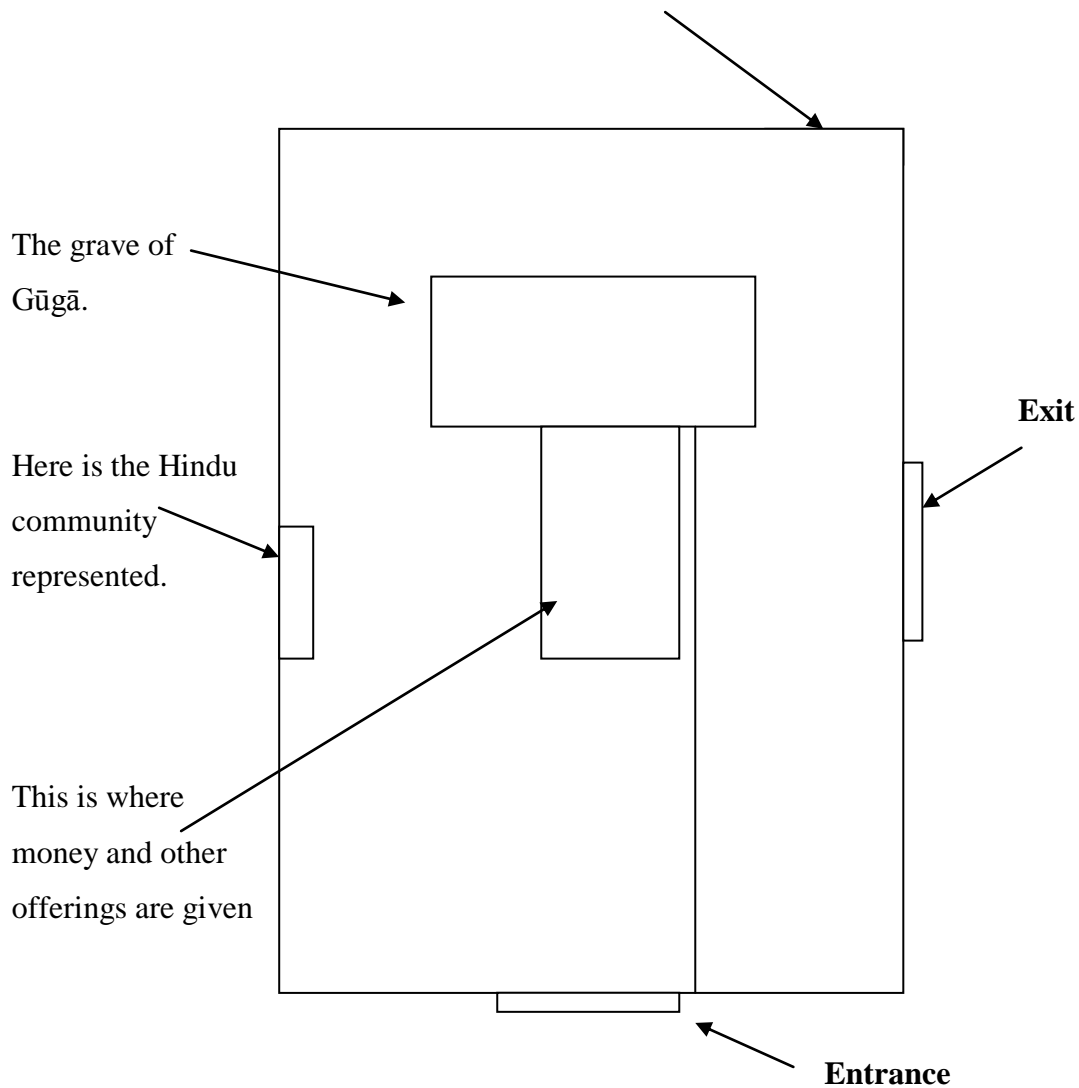 The grave of
Gūgā.
Exit
Here is the Hindu
community
represented.
This is where
money and other
offerings are given
Entrance